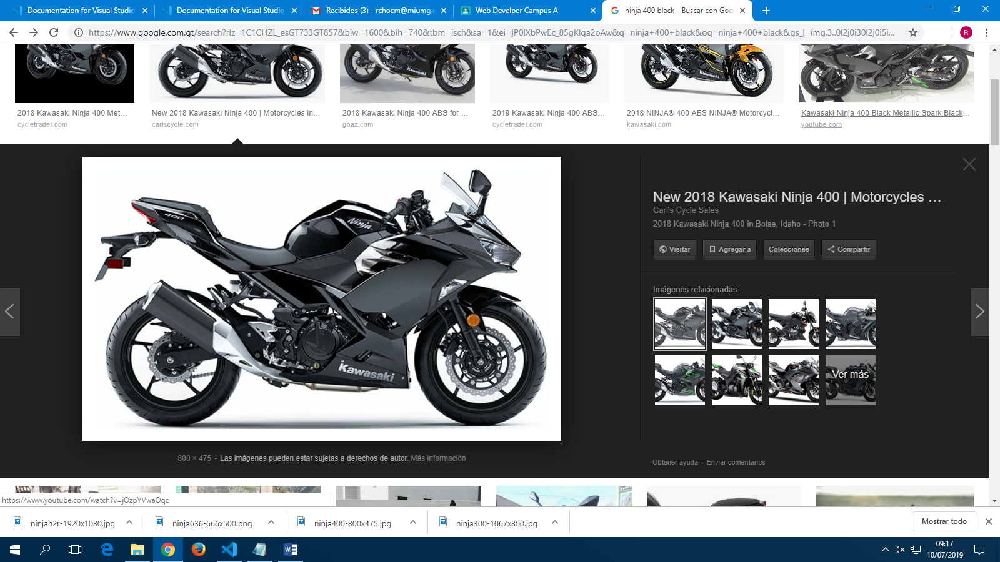 Documentation for Visual Studio
Documentation for Visual Studio
Recibidos (3) - rchocm@miumg.e
Web Develper Campus A
ninja 400 black - Buscar con Goo
https://www.google.com.gt/search?rlz=1C1CHZL_esGT733GT857&biw=1600&bih=740&tbm=isch&sa=1&ei=jP0lXbPwEc_85gKIga2oAw&q=ninja+400+black&oq=ninja+400+black&gs_l=img.3..0l2j0i30l2j0i5i...
R
2018 Kawasaki Ninja 400 Met...
cycletrader.com
New 2018 Kawasaki Ninja 400 | Motorcycles in...
carlscycle.com
2018 Kawasaki Ninja 400 ABS for ...
goaz.com
2019 Kawasaki Ninja 400 ABS...
cycletrader.com
2018 NINJA® 400 ABS NINJA® Motorcycl...
kawasaki.com
Kawasaki Ninja 400 Black Metallic Spark Black...
youtube.com
400
Ninja
Kawasaki
New 2018 Kawasaki Ninja 400 | Motorcycles ...
Carl's Cycle Sales
2018 Kawasaki Ninja 400 in Boise, Idaho - Photo 1
Visitar
Agregar a
Colecciones
Compartir
Imágenes relacionadas:
Ver más
800 × 475 - Las imágenes pueden estar sujetas a derechos de autor. Más información
Obtener ayuda - Enviar comentarios
https://www.youtube.com/watch?v=jOzpYVwaOqc
ninjah2r-1920x1080.jpg
ninja636-666x500.png
ninja400-800x475.jpg
ninja300-1067x800.jpg
Mostrar todo
09:17
10/07/2019